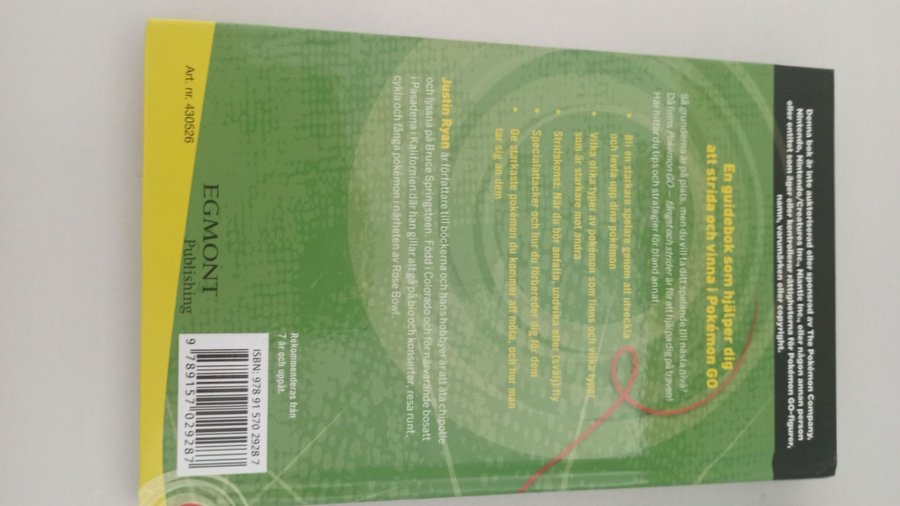 Denna bok är inte auktoriserad eller sponsrad av The Pokémon Company,
Nintendo, Nintendo/Creatures Inc., Niantic Inc., eller någon annan person
eller entitet som äger eller kontrollerar rättigheterna för Pokémon GO-figurer,
namn, varumärken eller copyright.
En guidebok som hjälper dig
att strida och vinna i Pokémon GO
Så grunderna är på plats, men du vill ta ditt spelande till nästa nivå?
Då finns Pokémon GO – fångst och strider är för att hjälpa dig på traven!
Här hittar du tips och strategier för bland annat:
• Bli en starkare spelare genom att utveckla
och levla upp dina pokémon
• Vilka olika typer av pokémon som finns och vilka typer
som är starkare mot andra
• Stridskonst: När du bör anfalla, undvika eller (svälj) fly
• Specialattacker och hur du förbereder dig för dem
• De starkaste pokémon du kommer att möta, och hur man
tar sig an dem
Justin Ryan är författare till böckerna och hans hobbyer är att äta chipotle
och lyssna på Bruce Springsteen. Född i Colorado och för närvarande bosatt
i Pasadena i Kalifornien där han gillar att gå på bio och konserter, resa runt,
cykla och fånga pokémon i närheten av Rose Bowl.
Rekommenderas från
7 år och uppåt.
ISBN: 978 91 570 2928 7
9 789157 029287
EGMONT
Publishing
Art. nr. 430526